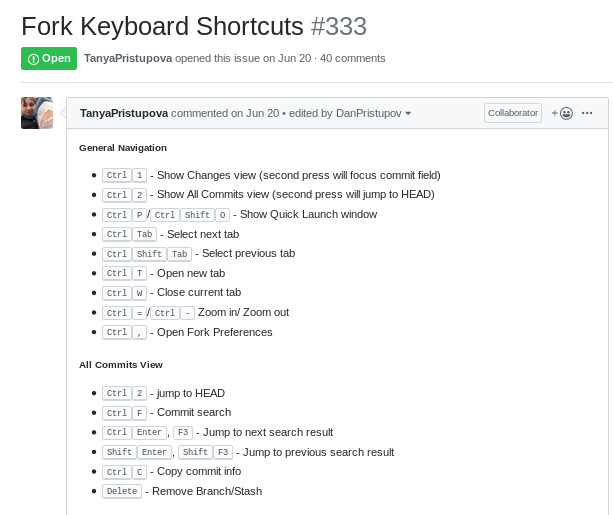 Fork Keyboard Shortcuts #333
Open TanyaPristupova opened this issue on Jun 20 · 40 comments
TanyaPristupova commented on Jun 20 • edited by DanPristupov Collaborator + ...
General Navigation
• Ctrl 1 - Show Changes view (second press will focus commit field)
• Ctrl 2 - Show All Commits view (second press will jump to HEAD)
• Ctrl P/Ctrl Shift O - Show Quick Launch window
• Ctrl Tab - Select next tab
• Ctrl Shift Tab - Select previous tab
• Ctrl T - Open new tab
• Ctrl W - Close current tab
• Ctrl =/Ctrl - Zoom in/ Zoom out
• Ctrl , - Open Fork Preferences
All Commits View
• Ctrl 2 - jump to HEAD
• Ctrl F - Commit search
• Ctrl Enter, F3 - Jump to next search result
• Shift Enter, Shift F3 - Jump to previous search result
• Ctrl C - Copy commit info
• Delete - Remove Branch/Stash